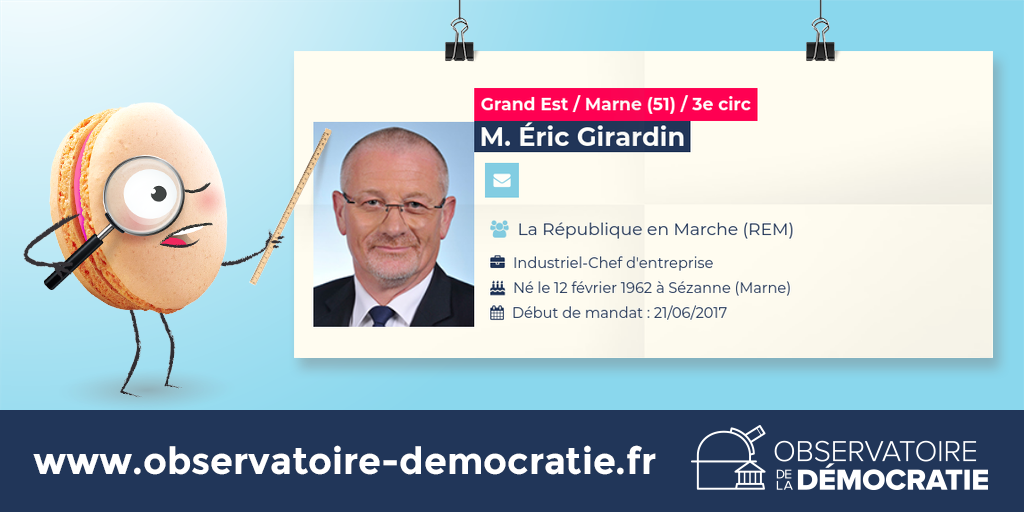 Grand Est / Marne (51) / 3e circ
M. Éric Girardin
La République en Marche (REM)
Industriel-Chef d'entreprise
Né le 12 février 1962 à Sézanne (Marne)
Début de mandat : 21/06/2017
www.observatoire-democratie.fr
OBSERVATOIRE
DE LA DÉMOCRATIE